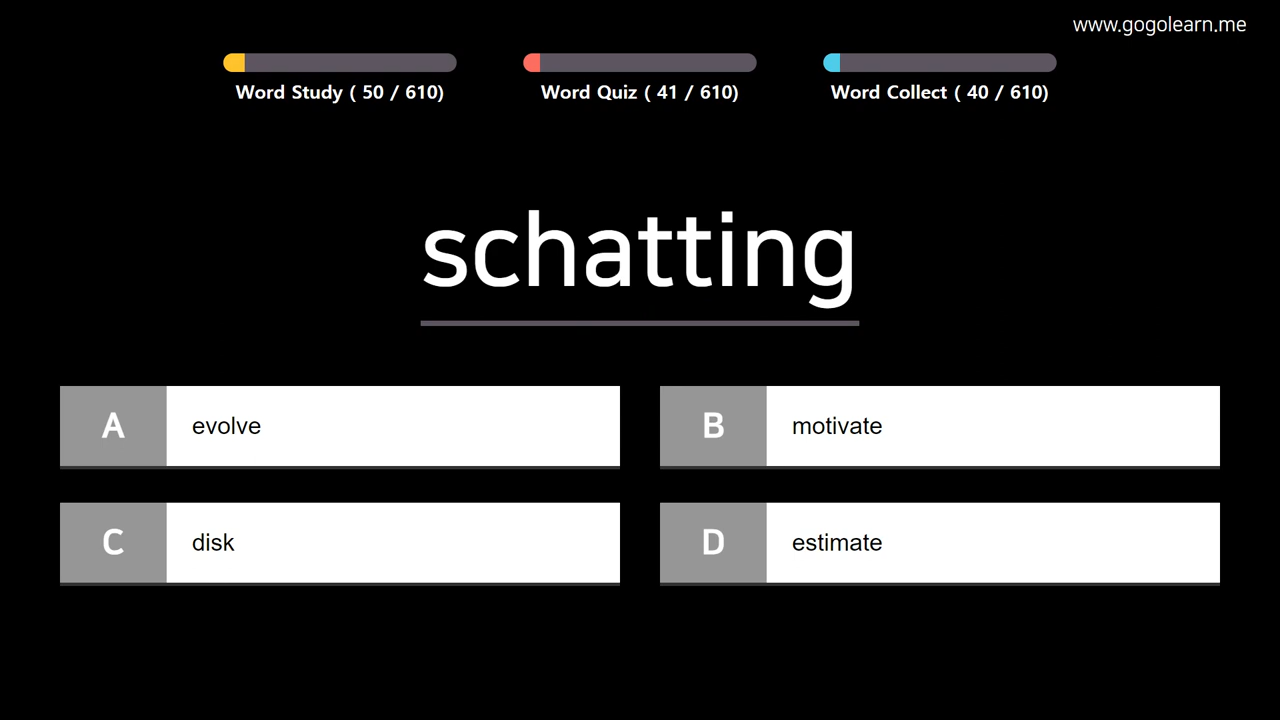 www.gogolearn.me
Word Study ( 50 / 610)
Word Quiz ( 41 / 610)
Word Collect ( 40 / 610)
schatting
A evolve
B motivate
C disk
D estimate